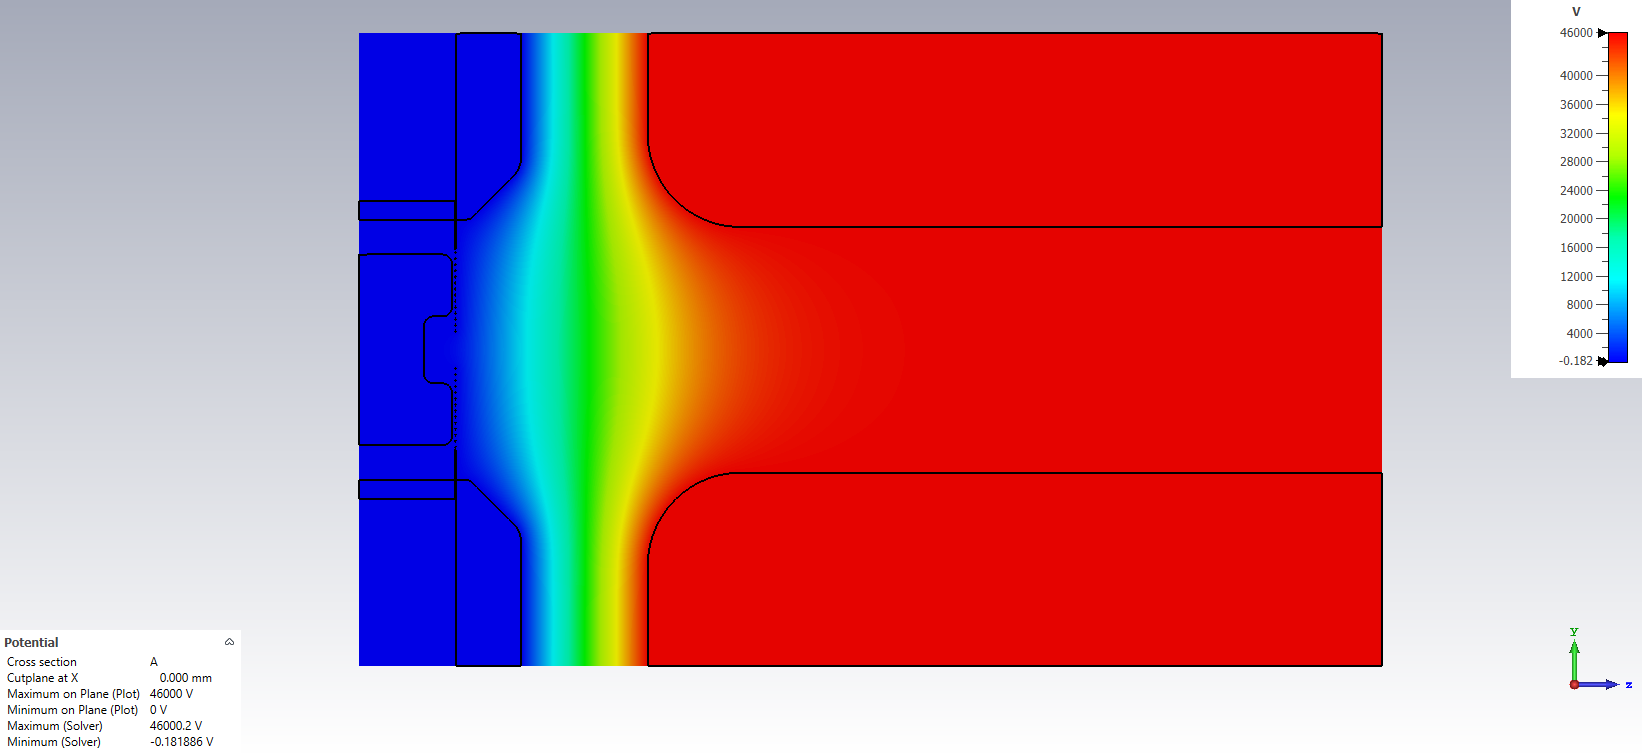 V
46000
40000
36000
32000
28000
24000
20000
16000
12000
8000
4000
-0.182
Potential
Cross section A
Cutplane at X 0.000 mm
Maximum on Plane (Plot) 46000 V
Minimum on Plane (Plot) 0 V
Maximum (Solver) 46000.2 V
Minimum (Solver) -0.181886 V
y
z